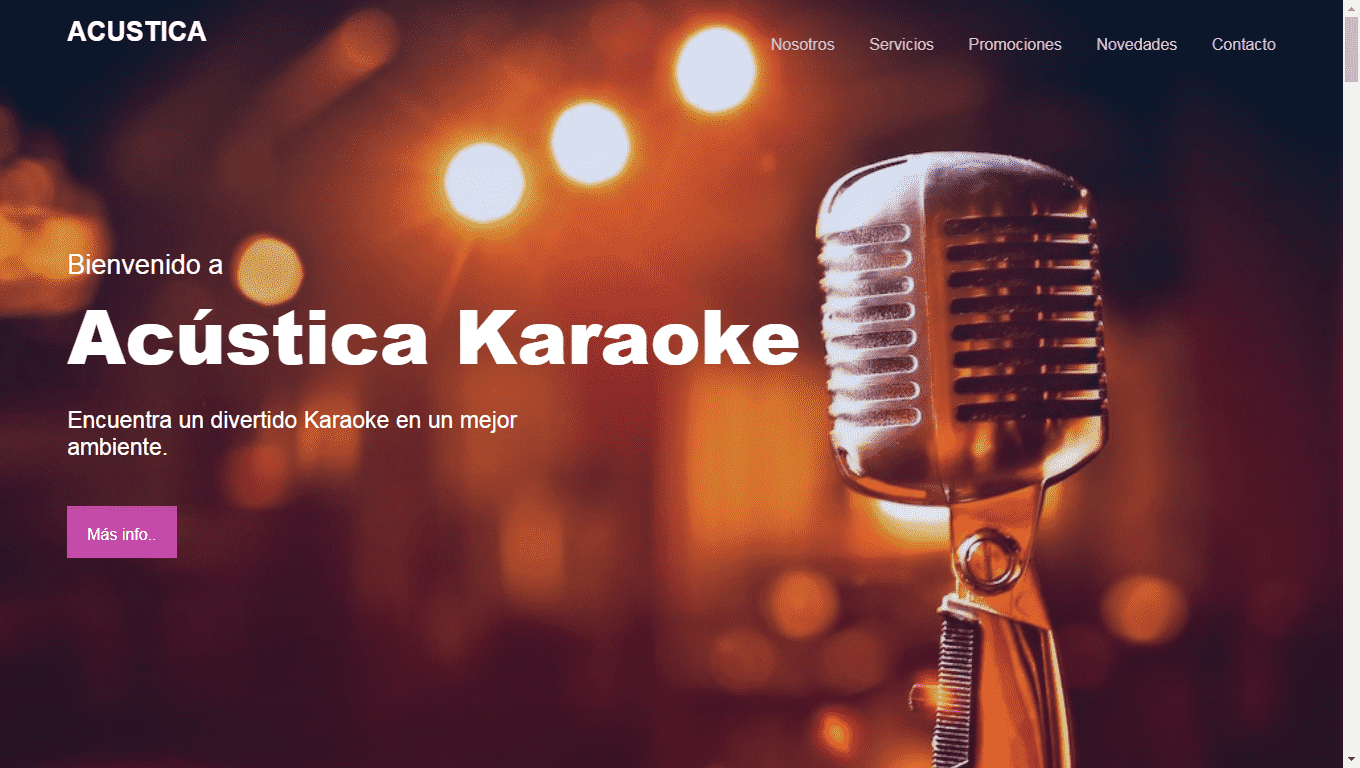 ACUSTICA
Nosotros Servicios Promociones Novedades Contacto
Bienvenido a
Acústica Karaoke
Encuentra un divertido Karaoke en un mejor
ambiente.
Más info..